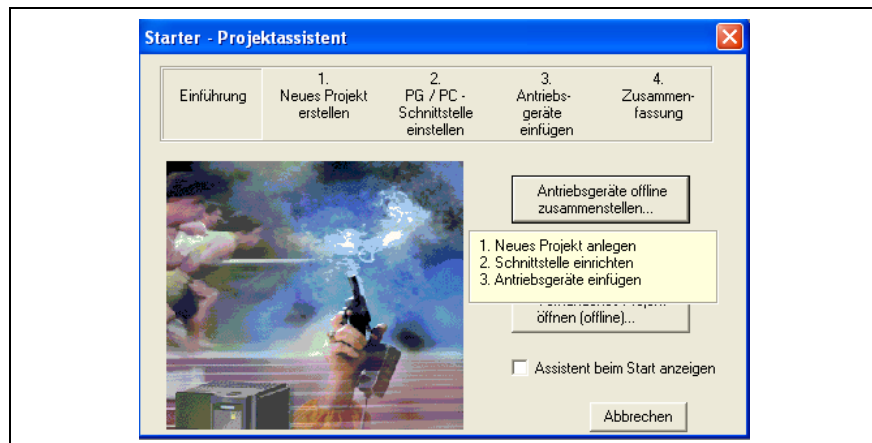 Starter - Projektassistent
Einführung
1.
Neues Projekt
erstellen
2.
PG / PC -
Schnittstelle
einstellen
3.
Antriebs-
geräte
einfügen
4.
Zusammen-
fassung
Antriebsgeräte offline
zusammenstellen...
1. Neues Projekt anlegen
2. Schnittstelle einrichten
3. Antriebsgeräte einfügen
öffnen (offline)...
Assistent beim Start anzeigen
Abbrechen